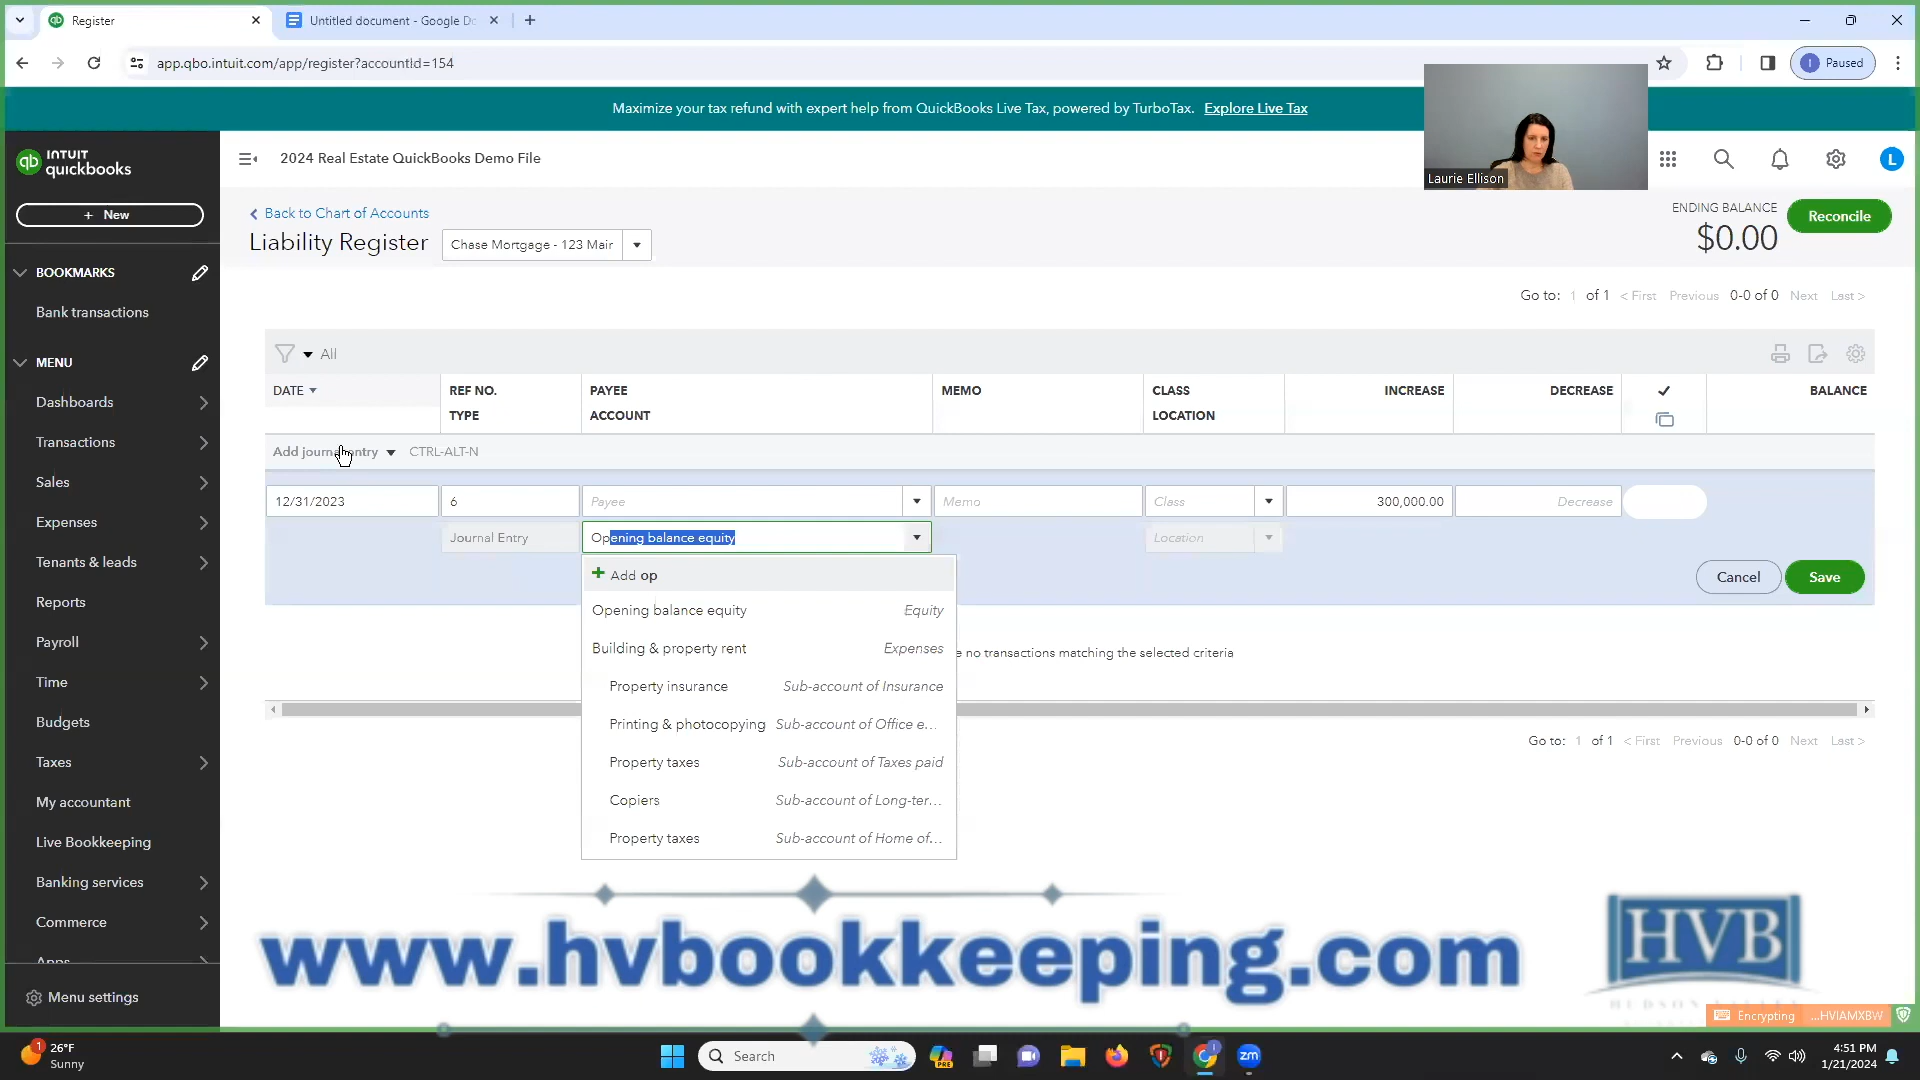 Register
Untitled document - Google Do
app.qbo.intuit.com/app/register?accountId=154
Paused
Maximize your tax refund with expert help from QuickBooks Live Tax, powered by TurboTax. Explore Live Tax
INTUIT
quickbooks
2024 Real Estate QuickBooks Demo File
Laurie Ellison
L
+ New
Back to Chart of Accounts
Liability Register
Chase Mortgage - 123 Mair
ENDING BALANCE
$0.00
Reconcile
BOOKMARKS
Bank transactions
MENU
Dashboards
Transactions
Sales
Expenses
Tenants & leads
Reports
Payroll
Time
Budgets
Taxes
My accountant
Live Bookkeeping
Banking services
Commerce
Apps
Menu settings
Go to: 1 of 1 < First Previous 0-0 of 0 Next Last >
All
DATE
REF NO.
TYPE
PAYEE
ACCOUNT
MEMO
CLASS
LOCATION
INCREASE
DECREASE
BALANCE
Add journal entry CTRL-ALT-N
12/31/2023 6 Payee Memo Class 300,000.00 Decrease
Journal Entry Opening balance equity Location
Cancel Save
+ Add op
Opening balance equity Equity
Building & property rent Expenses
Property insurance Sub-account of Insurance
Printing & photocopying Sub-account of Office e...
Property taxes Sub-account of Taxes paid
Copiers Sub-account of Long-ter...
Property taxes Sub-account of Home of...
no transactions matching the selected criteria
Go to: 1 of 1 < First Previous 0-0 of 0 Next Last >
www.hvbookkeeping.com
HVB
HUDSON VALLEY
Encrypting ...HVIAMXBW
1
26°F
Sunny
Search
PRE
zm
4:51 PM
1/21/2024